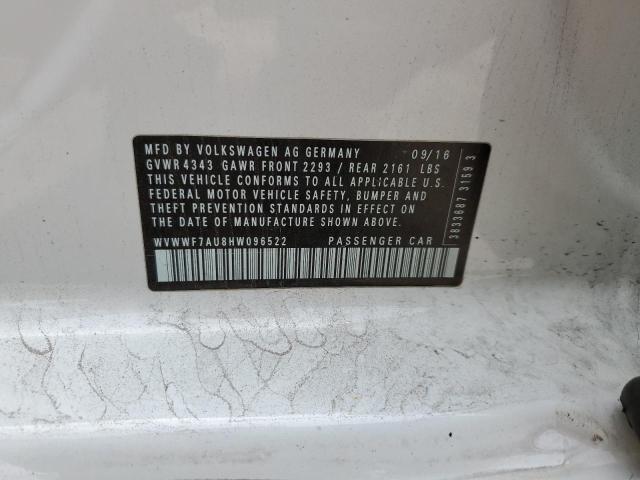 MFD BY VOLKSWAGEN AG GERMANY 09/16
GVWR 4343 GAWR FRONT 2293 / REAR 2161 LBS
THIS VEHICLE CONFORMS TO ALL APPLICABLE U.S.
FEDERAL MOTOR VEHICLE SAFETY, BUMPER AND
THEFT PREVENTION STANDARDS IN EFFECT ON
THE DATE OF MANUFACTURE SHOWN ABOVE.
WVWWF7AU8HW096522 PASSENGER CAR
3833687 3159 3